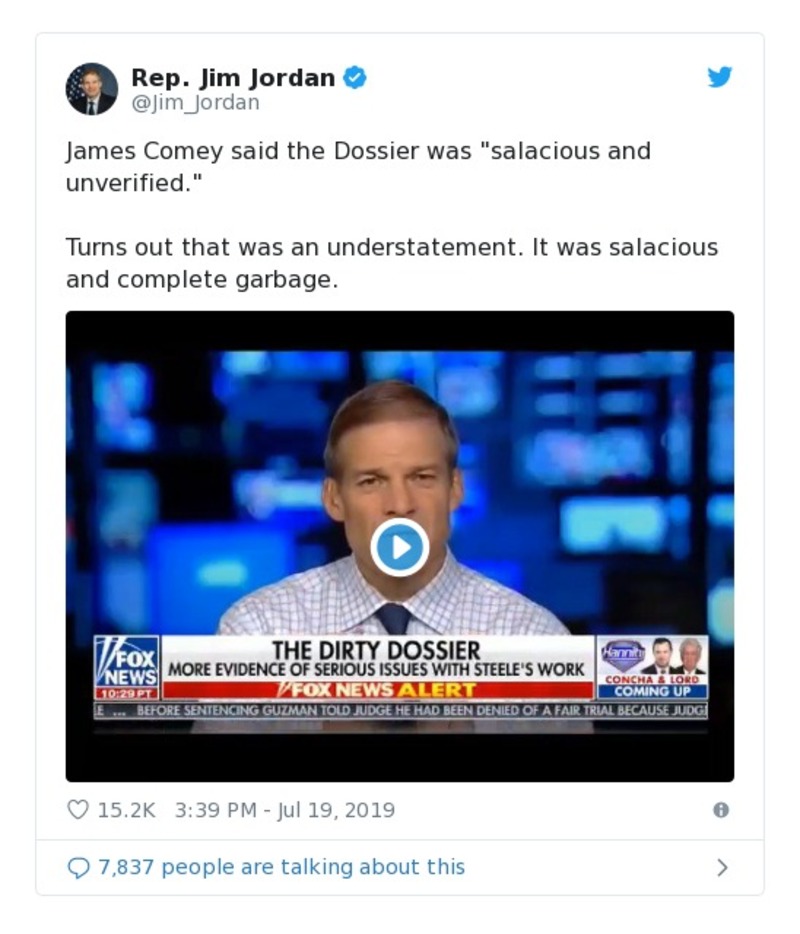 Rep. Jim Jordan
@Jim_Jordan
James Comey said the Dossier was "salacious and
unverified."
Turns out that was an understatement. It was salacious
and complete garbage.
FOX
NEWS
10:29 PT
THE DIRTY DOSSIER
MORE EVIDENCE OF SERIOUS ISSUES WITH STEELE'S WORK
FOX NEWS ALERT
Hannity
CONCHA & LORD
COMING UP
E ... BEFORE SENTENCING GUZMAN TOLD JUDGE HE HAD BEEN DENIED OF A FAIR TRIAL BECAUSE JUDG
15.2K 3:39 PM - Jul 19, 2019
7,837 people are talking about this